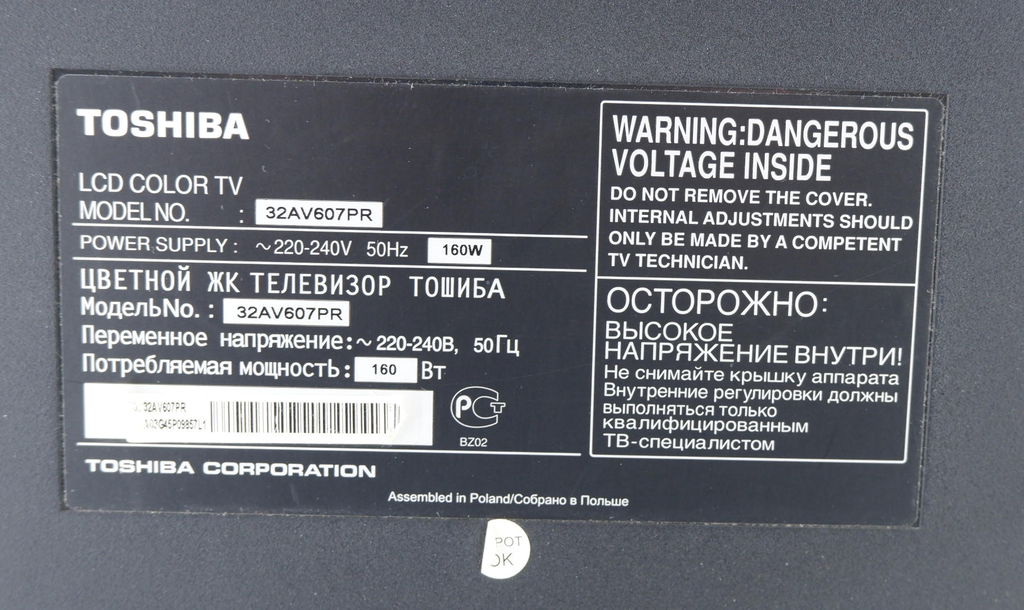 TOSHIBA
LCD COLOR TV
MODEL NO. : 32AV607PR
POWER SUPPLY : ~220-240V 50Hz 160W
ЦВЕТНОЙ ЖК ТЕЛЕВИЗОР ТОШИБА
МодельNo. : 32AV607PR
Переменное напряжение:~220-240В, 50Гц
Потребляемая мощность: 160 Вт
32AV607PR
BZ02
TOSHIBA CORPORATION
Assembled in Poland/Собрано в Польше
WARNING:DANGEROUS
VOLTAGE INSIDE
DO NOT REMOVE THE COVER.
INTERNAL ADJUSTMENTS SHOULD
ONLY BE MADE BY A COMPETENT
TV TECHNICIAN.
ОСТОРОЖНО:
ВЫСОКОЕ
НАПРЯЖЕНИЕ ВНУТРИ!
Не снимайте крышку аппарата
Внутренние регулировки должны
выполняться только
квалифицированным
ТВ-специалистом
POT
OK